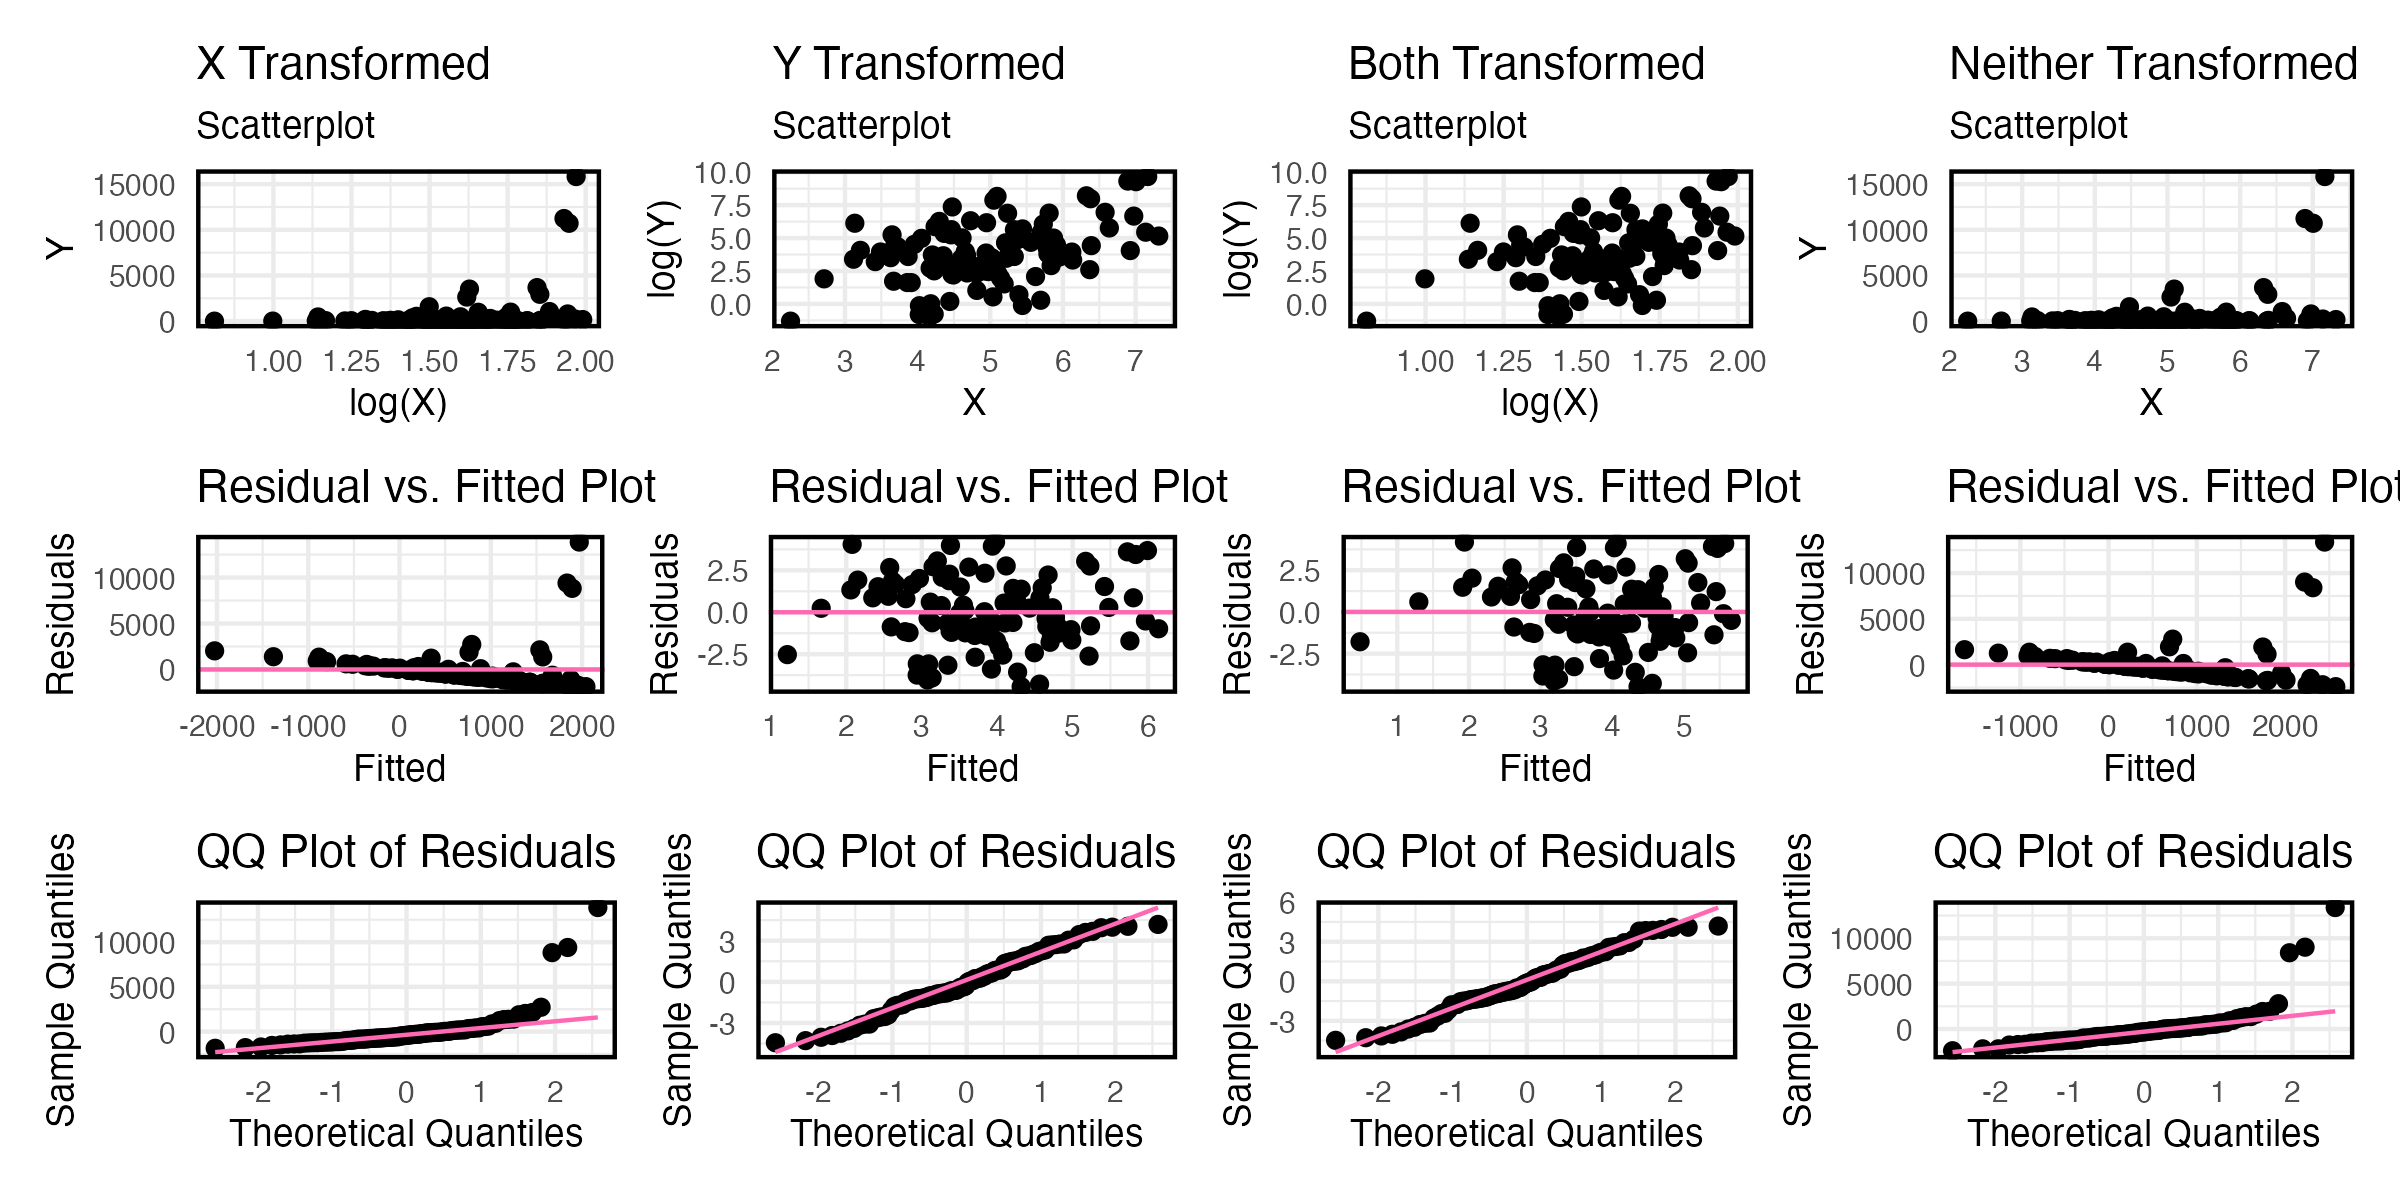 X Transformed
Y Transformed
Both Transformed
Neither Transformed
Scatterplot
Scatterplot
Scatterplot
Scatterplot
Y
15000
10000
5000
0
1.00 1.25 1.50 1.75 2.00
log(X)
log(Y)
10.0
7.5
5.0
2.5
0.0
2 3 4 5 6 7
X
log(Y)
10.0
7.5
5.0
2.5
0.0
1.00 1.25 1.50 1.75 2.00
log(X)
Y
15000
10000
5000
0
2 3 4 5 6 7
X
Residual vs. Fitted Plot
Residual vs. Fitted Plot
Residual vs. Fitted Plot
Residual vs. Fitted Plot
Residuals
10000
5000
0
-2000 -1000 0 1000 2000
Fitted
Residuals
2.5
0.0
-2.5
1 2 3 4 5 6
Fitted
Residuals
2.5
0.0
-2.5
1 2 3 4 5
Fitted
Residuals
10000
5000
0
-1000 0 1000 2000
Fitted
QQ Plot of Residuals
QQ Plot of Residuals
QQ Plot of Residuals
QQ Plot of Residuals
Sample Quantiles
10000
5000
0
-2 -1 0 1 2
Theoretical Quantiles
Sample Quantiles
3
0
-3
-2 -1 0 1 2
Theoretical Quantiles
Sample Quantiles
6
3
0
-3
-2 -1 0 1 2
Theoretical Quantiles
Sample Quantiles
10000
5000
0
-2 -1 0 1 2
Theoretical Quantiles